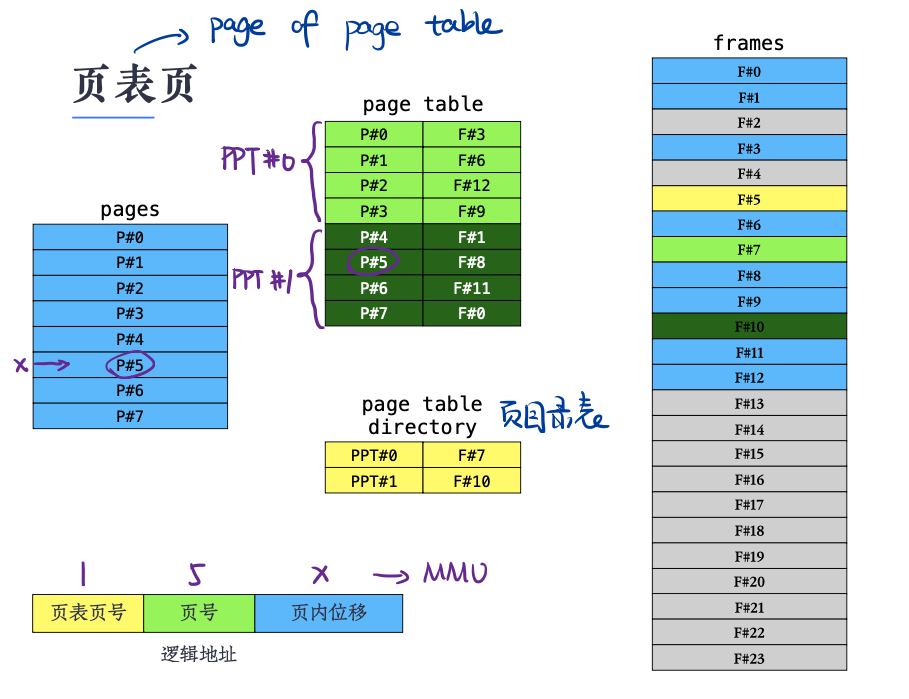 page of page table
页表页
pages
P#0
P#1
P#2
P#3
P#4
x
P#5
P#6
P#7
page table
PPT#0
P#0 F#3
P#1 F#6
P#2 F#12
P#3 F#9
PPT#1
P#4 F#1
P#5 F#8
P#6 F#11
P#7 F#0
page table
directory
页目录表
PPT#0 F#7
PPT#1 F#10
frames
F#0
F#1
F#2
F#3
F#4
F#5
F#6
F#7
F#8
F#9
F#10
F#11
F#12
F#13
F#14
F#15
F#16
F#17
F#18
F#19
F#20
F#21
F#22
F#23
1 5 x MMU
页表页号 页号 页内位移
逻辑地址